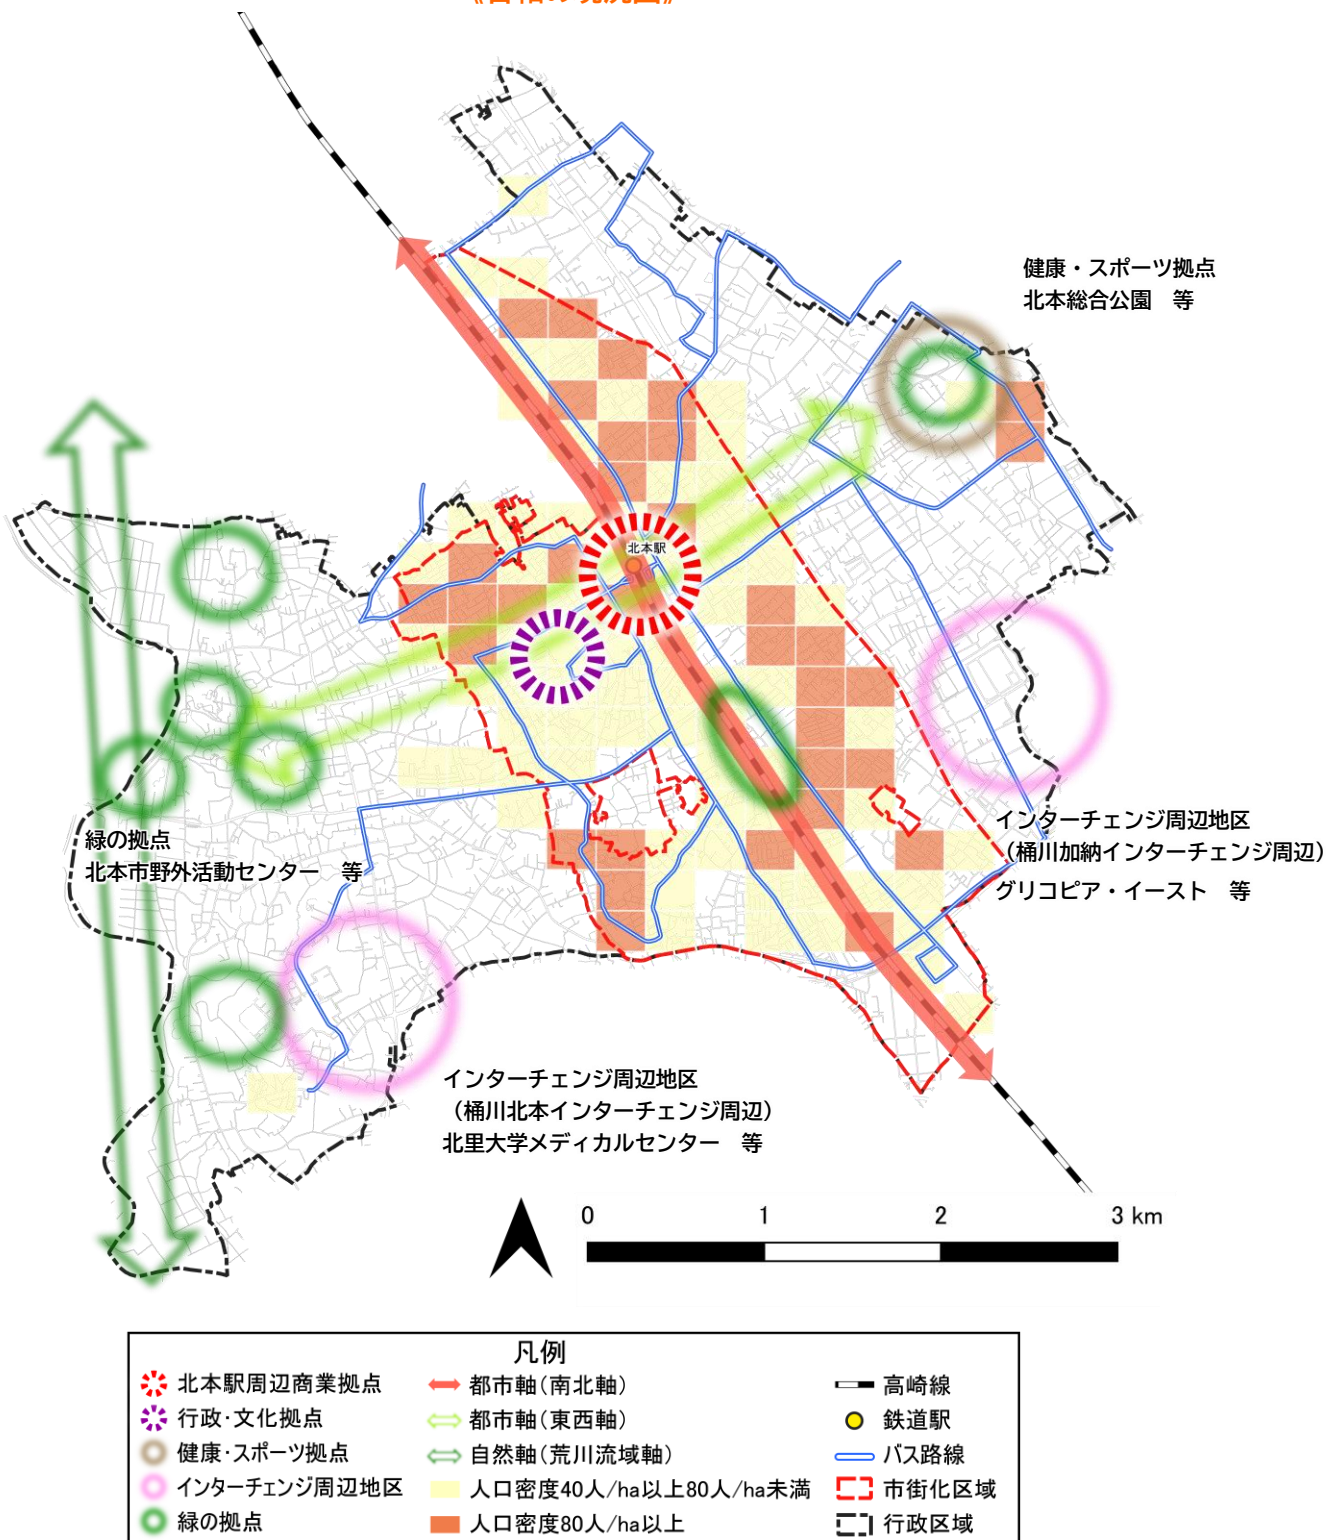 健康・スポーツ拠点
北本総合公園　等
北本駅
インターチェンジ周辺地区
（桶川加納インターチェンジ周辺）
グリコピア・イースト　等
緑の拠点
北本市野外活動センター　等
インターチェンジ周辺地区
（桶川北本インターチェンジ周辺）
北里大学メディカルセンター　等
0 1 2 3 km
凡例
北本駅周辺商業拠点
行政・文化拠点
健康・スポーツ拠点
インターチェンジ周辺地区
緑の拠点
都市軸（南北軸）
都市軸（東西軸）
自然軸（荒川流域軸）
人口密度40人/ha以上80人/ha未満
人口密度80人/ha以上
高崎線
鉄道駅
バス路線
市街化区域
行政区域